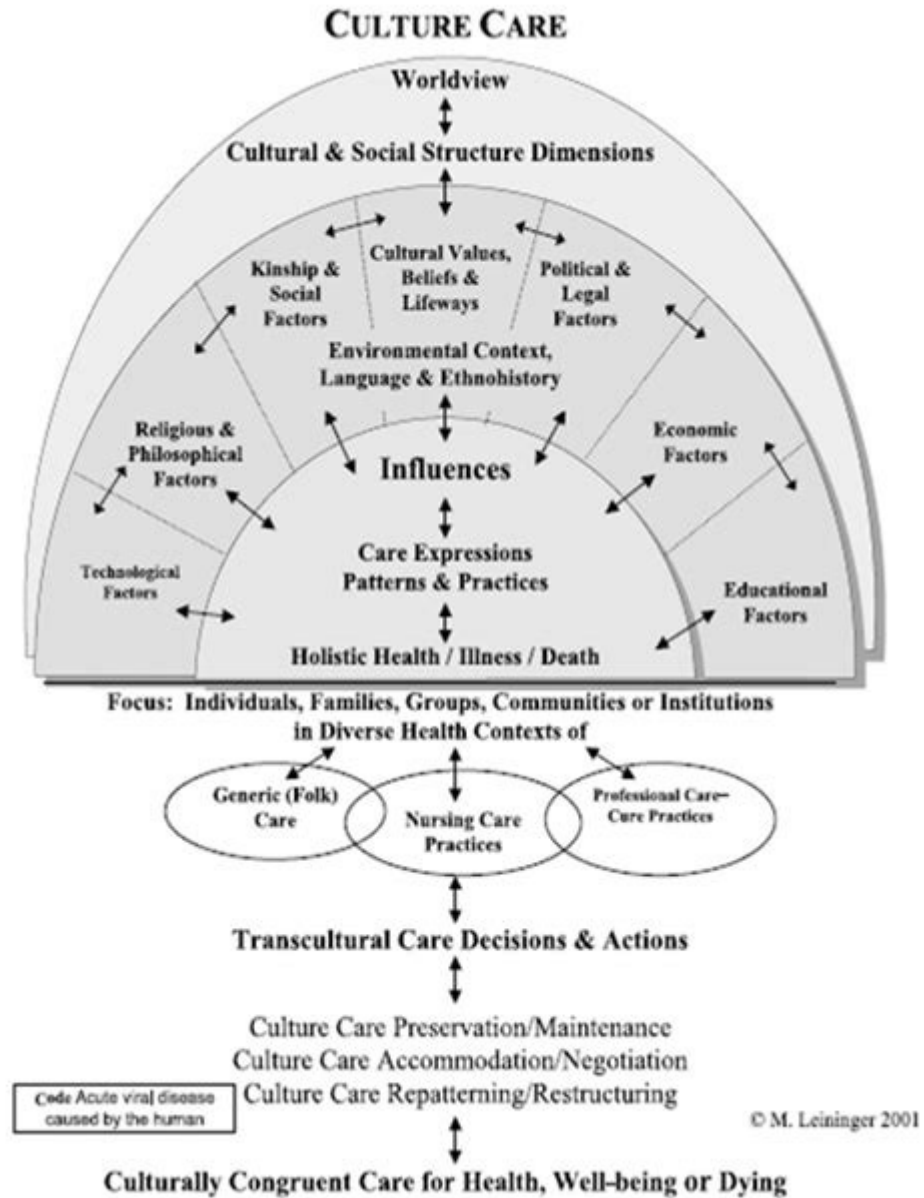 CULTURE CARE
Worldview
Cultural & Social Structure Dimensions
Cultural Values,
Beliefs &
Lifeways
Kinship &
Social
Factors
Political &
Legal
Factors
Environmental Context,
Language & Ethnohistory
Religious &
Philosophical
Factors
Economic
Factors
Technological
Factors
Educational
Factors
Influences
Care Expressions
Patterns & Practices
Holistic Health / Illness / Death
Focus: Individuals, Families, Groups, Communities or Institutions
in Diverse Health Contexts of
Generic (Folk)
Care
Nursing Care
Practices
Professional Care–
Cure Practices
Transcultural Care Decisions & Actions
Culture Care Preservation/Maintenance
Culture Care Accommodation/Negotiation
Culture Care Repatterning/Restructuring
Code Acute viral disease
caused by the human
© M. Leininger 2001
Culturally Congruent Care for Health, Well–being or Dying